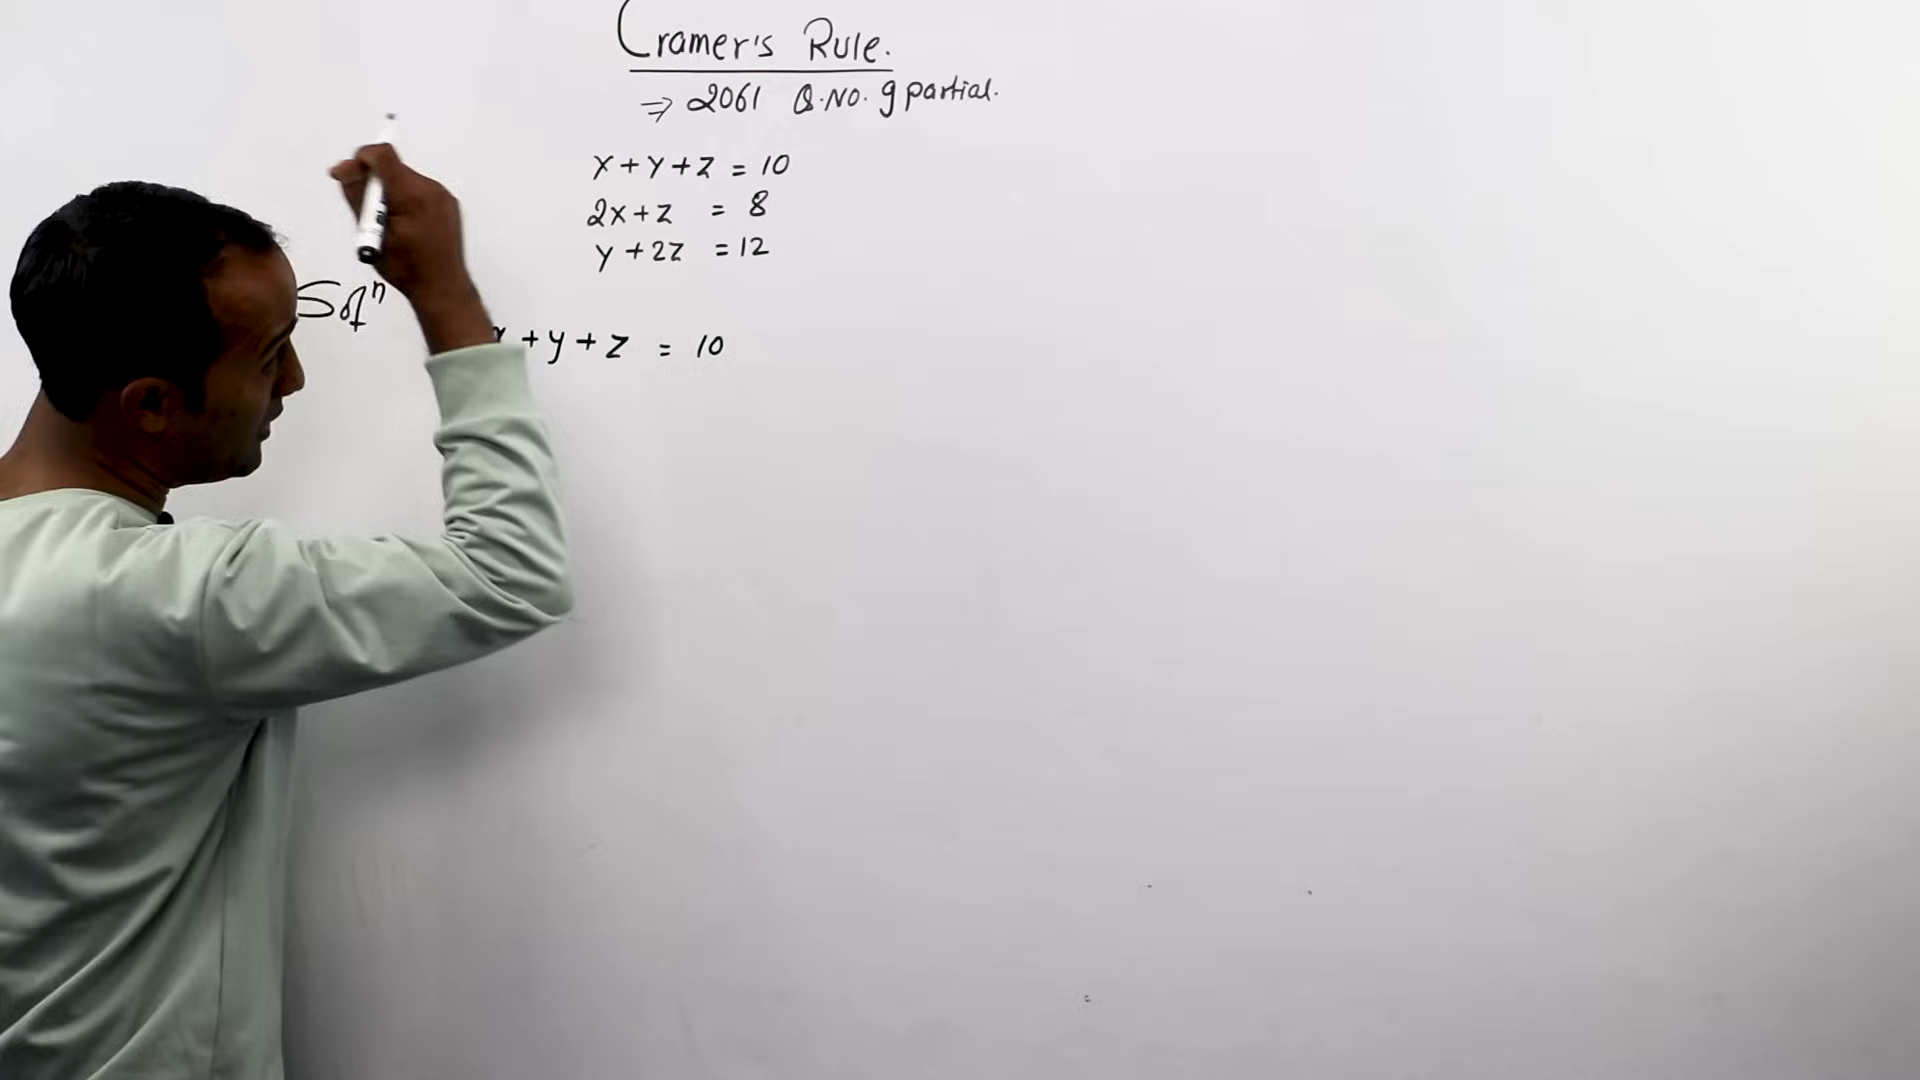 Cramer's Rule.
⇒ 2061 Q.NO. 9 partial.
x + y + z = 10
2x + z = 8
y + 2z = 12
Solⁿ
x + y + z = 10